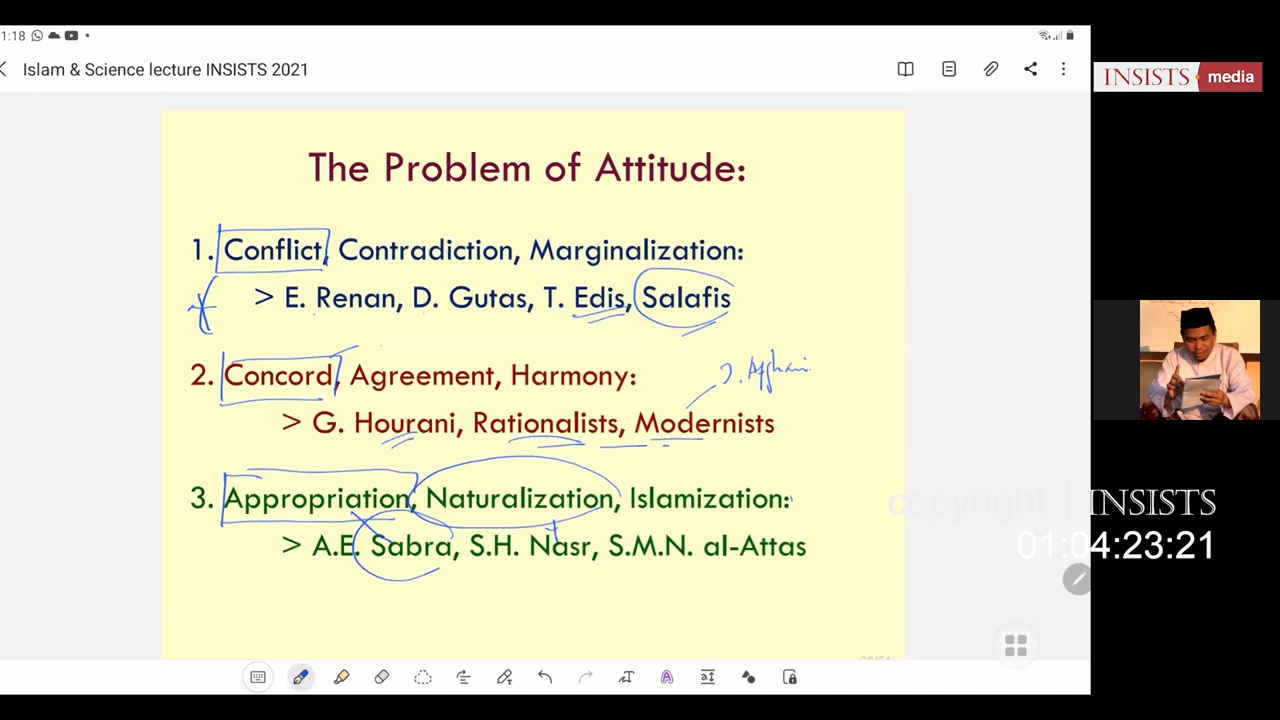 1:18
Islam & Science lecture INSISTS 2021
INSISTS media
The Problem of Attitude:
1. Conflict, Contradiction, Marginalization:
> E. Renan, D. Gutas, T. Edis, Salafis
2. Concord, Agreement, Harmony:
J. Afghani
> G. Hourani, Rationalists, Modernists
3. Appropriation, Naturalization, Islamization:
> A.E. Sabra, S.H. Nasr, S.M.N. al-Attas
copyright | INSISTS
01:04:23:21